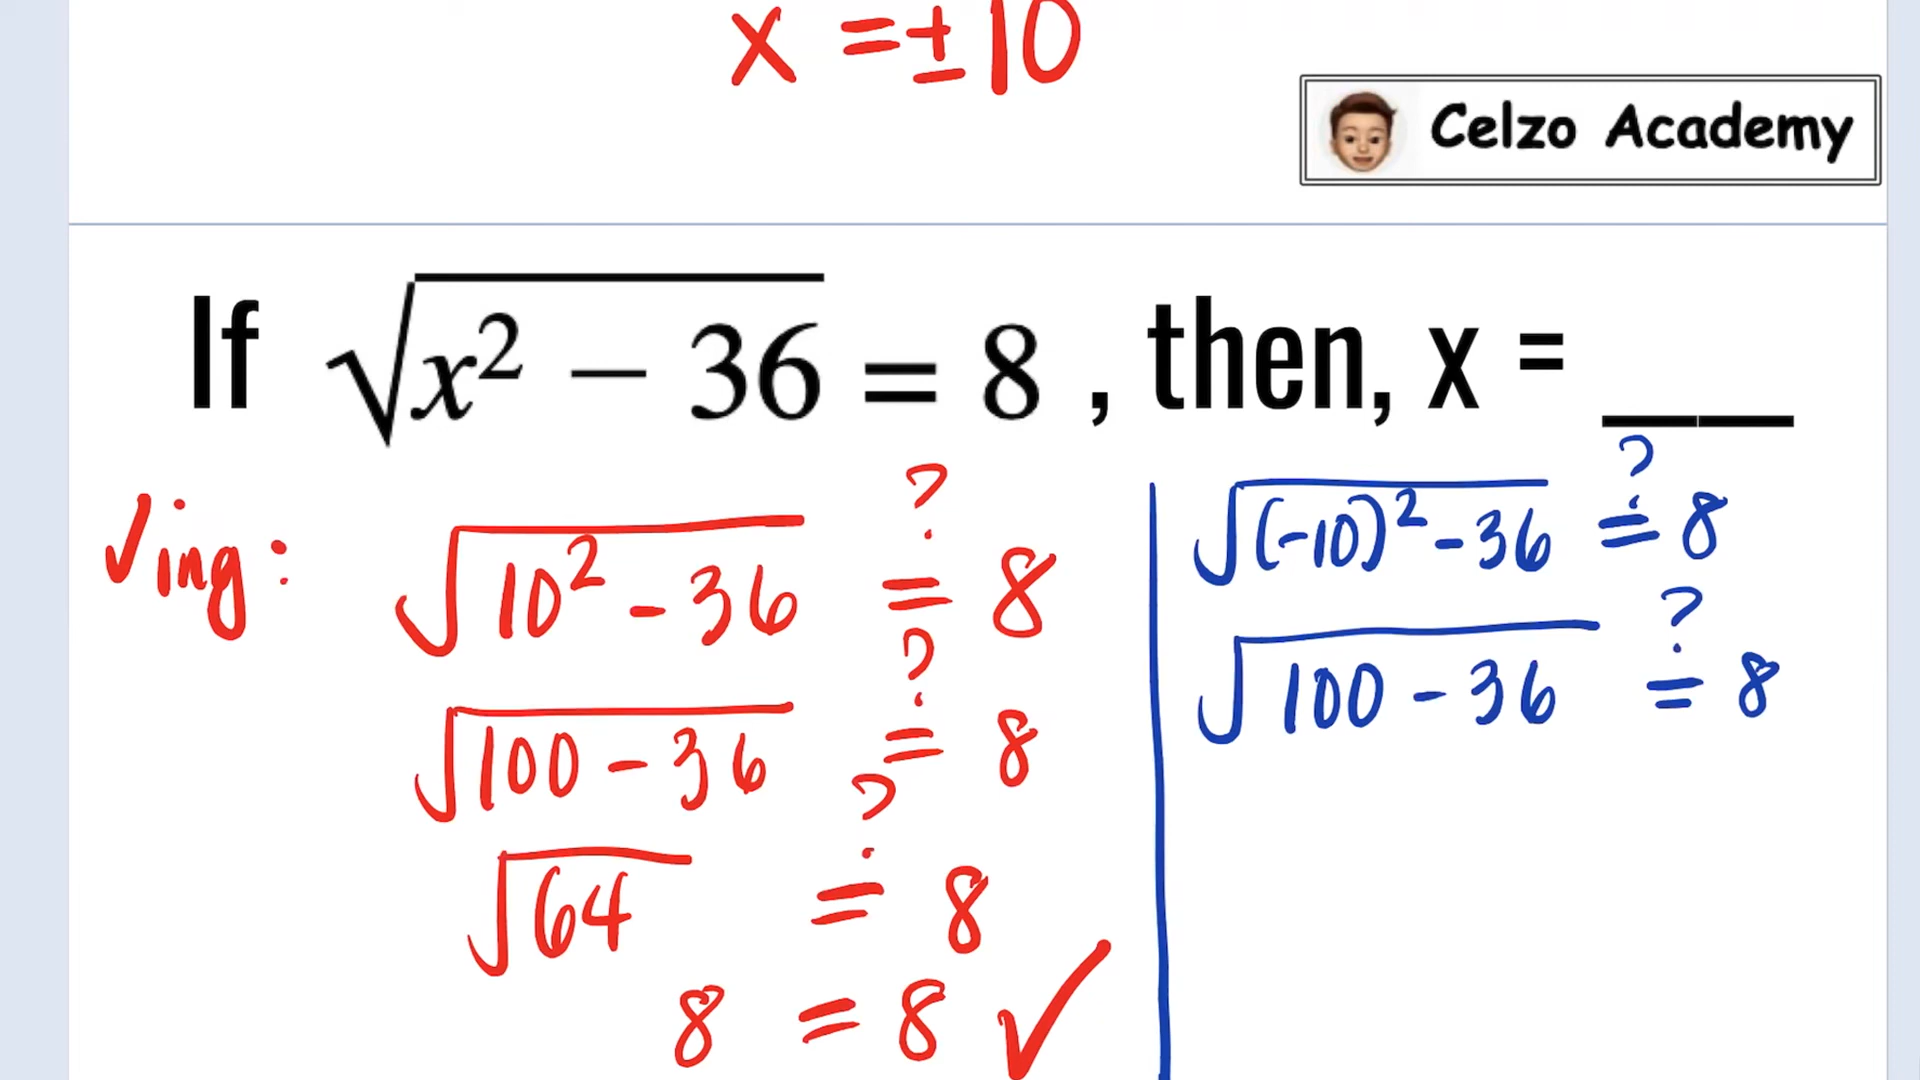 x = ± 10
Celzo Academy
If √(x² − 36) = 8 , then, x = ____
√ing :
√(10² - 36) ≟ 8
√(100 - 36) ≟ 8
√64 ≟ 8
8 = 8 ✓
√((-10)² - 36) ≟ 8
√(100 - 36) ≟ 8